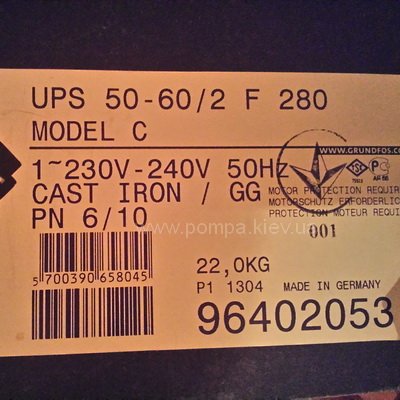 UPS 50-60/2 F 280
MODEL C
WWW.GRUNDFOS.CO
1~230V-240V 50Hz
CAST IRON / GG
PN 6/10
MOTOR PROTECTION REQUIR
MOTORSCHUTZ ERFORDERLIC
PROTECTION MOTEUR REQUI
001
www.pompa.kiev.ua
5 700390 658045
22,0KG
P1 1304 MADE IN GERMANY
96402053